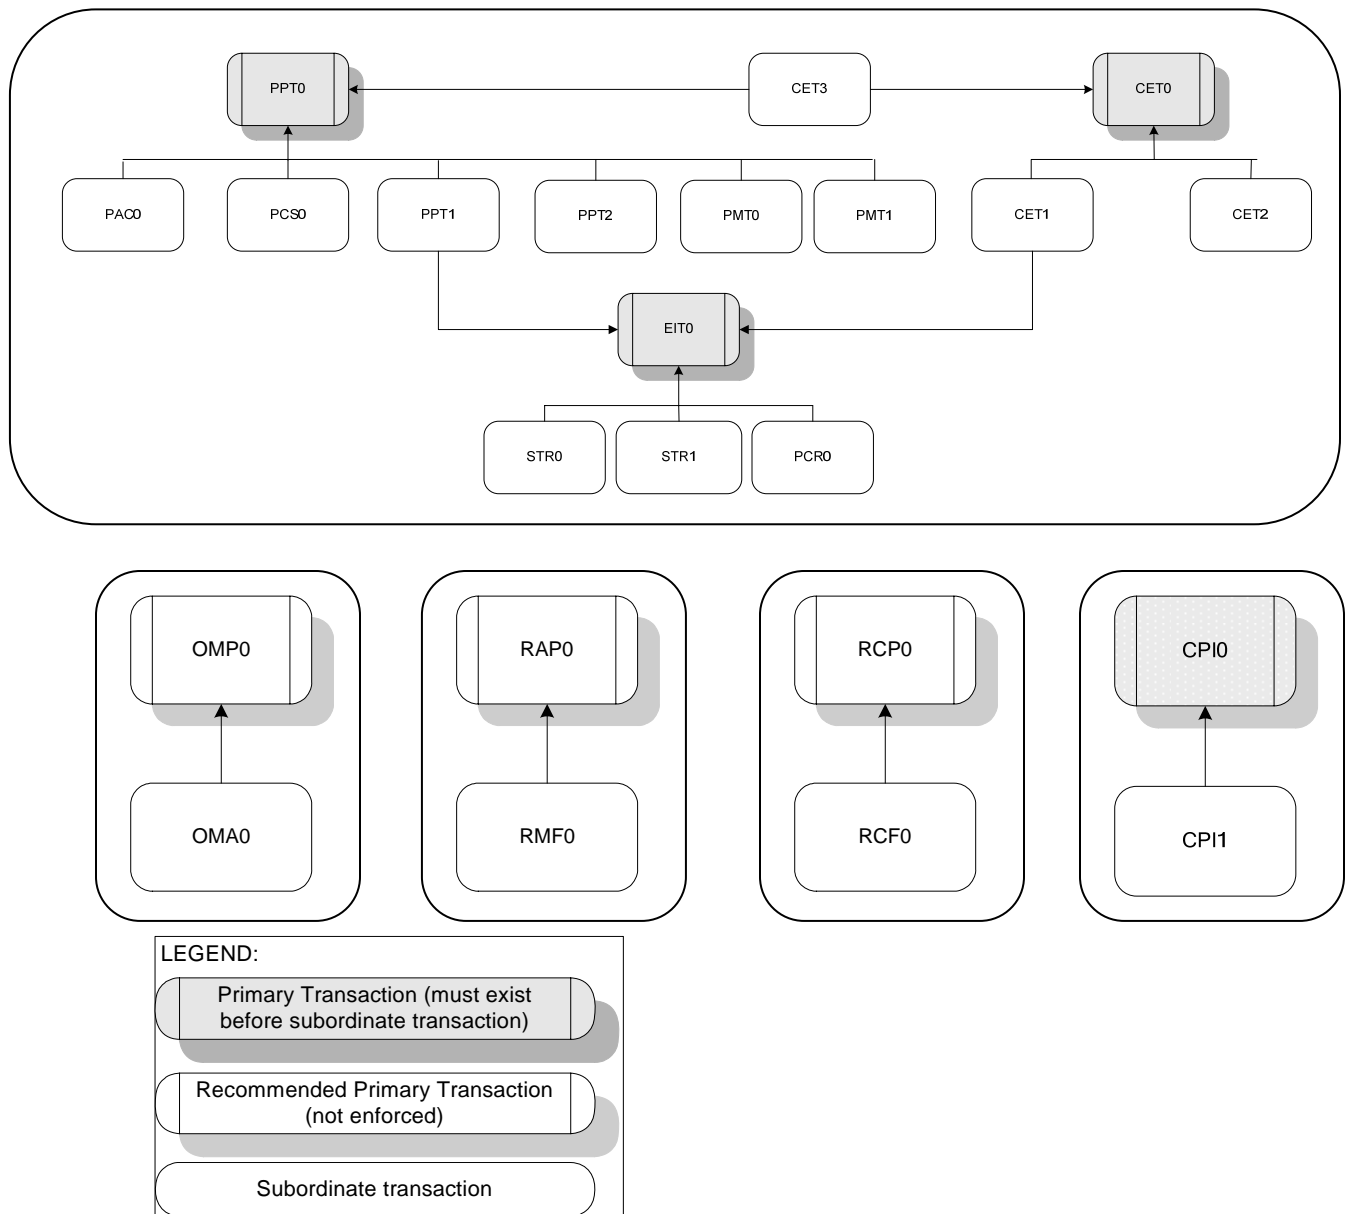 PPT0
CET3
CET0
PAC0
PCS0
PPT1
PPT2
PMT0
PMT1
CET1
CET2
EIT0
STR0
STR1
PCR0
OMP0
RAP0
RCP0
CPI0
OMA0
RMF0
RCF0
CPI1
LEGEND:
Primary Transaction (must exist
before subordinate transaction)
Recommended Primary Transaction
(not enforced)
Subordinate transaction